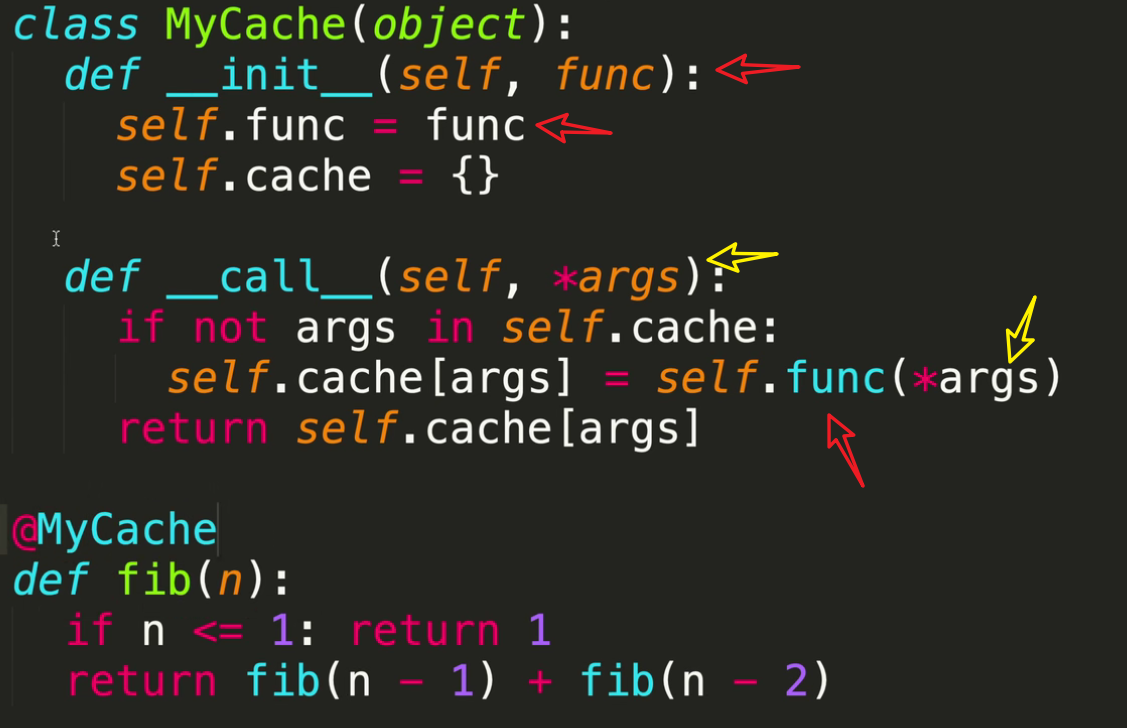 class MyCache(object):
  def __init__(self, func):
    self.func = func
    self.cache = {}

  def __call__(self, *args):
    if not args in self.cache:
      self.cache[args] = self.func(*args)
    return self.cache[args]

@MyCache
def fib(n):
  if n <= 1: return 1
  return fib(n - 1) + fib(n - 2)